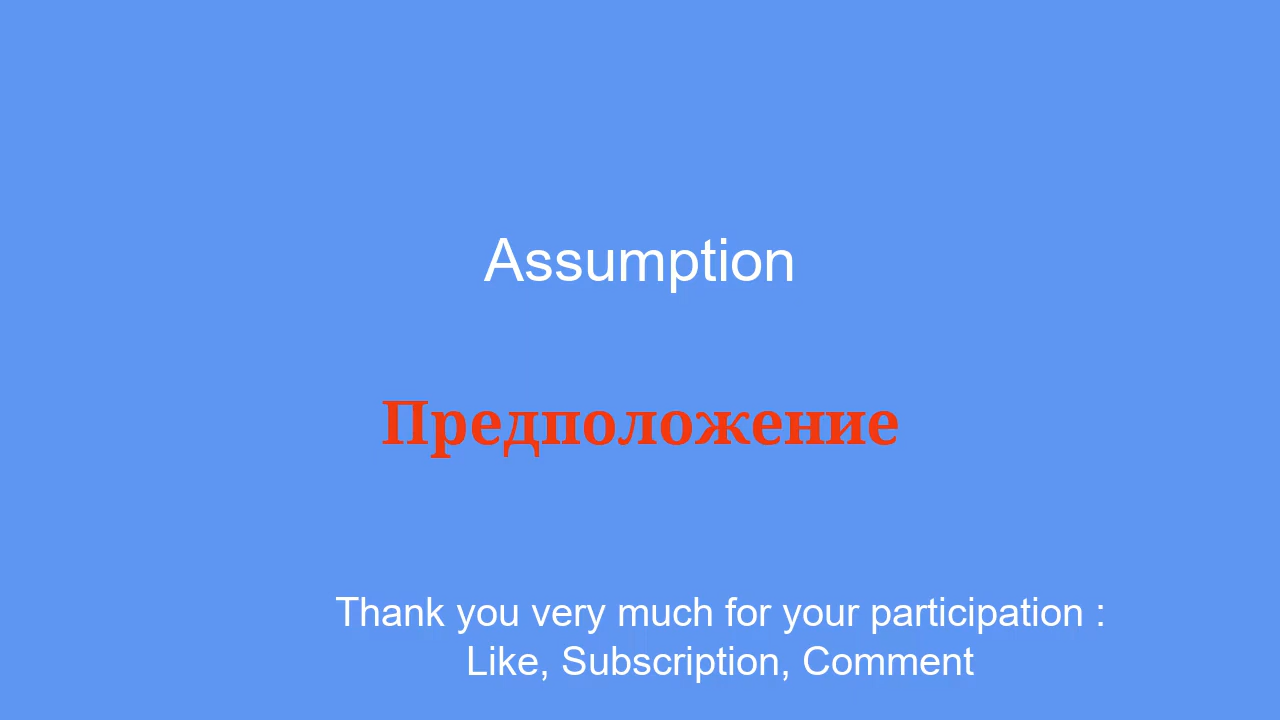 Assumption
Предположение
Thank you very much for your participation :
Like, Subscription, Comment